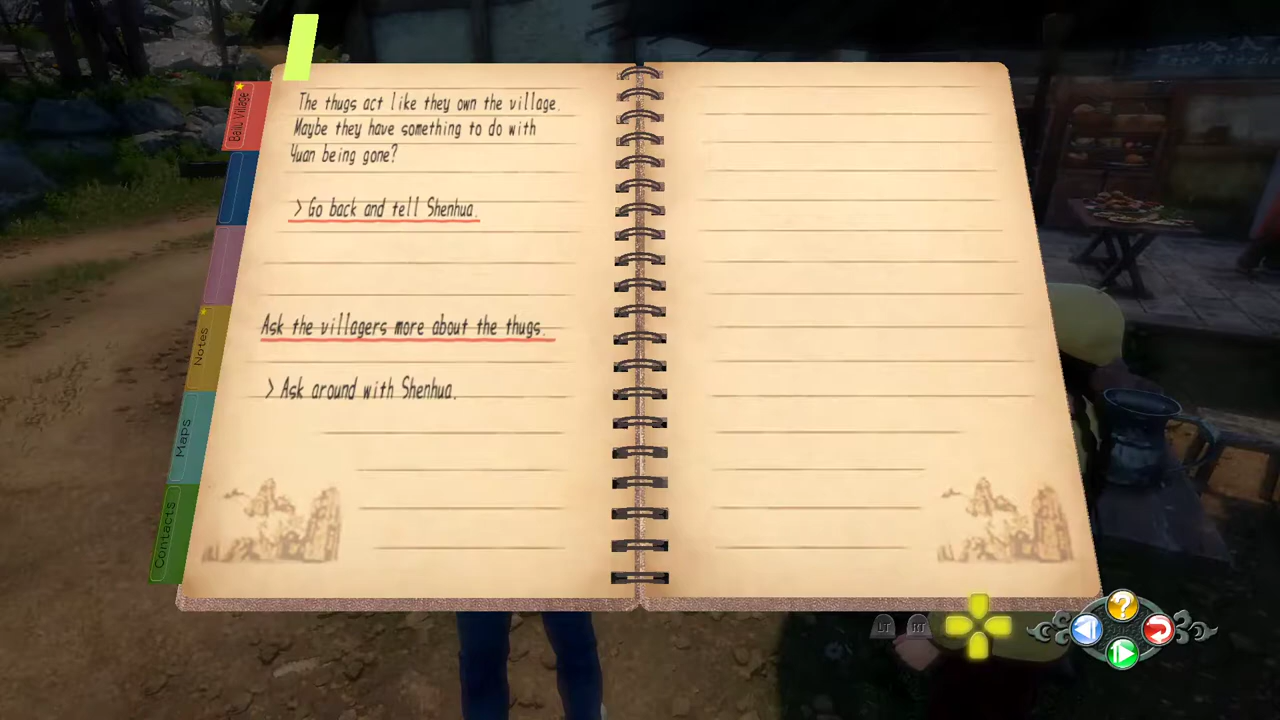 The thugs act like they own the village.
Maybe they have something to do with
Yuan being gone?
> Go back and tell Shenhua.
Ask the villagers more about the thugs.
> Ask around with Shenhua.
Bailu Village
Notes
Maps
Contacts
LT RT
?